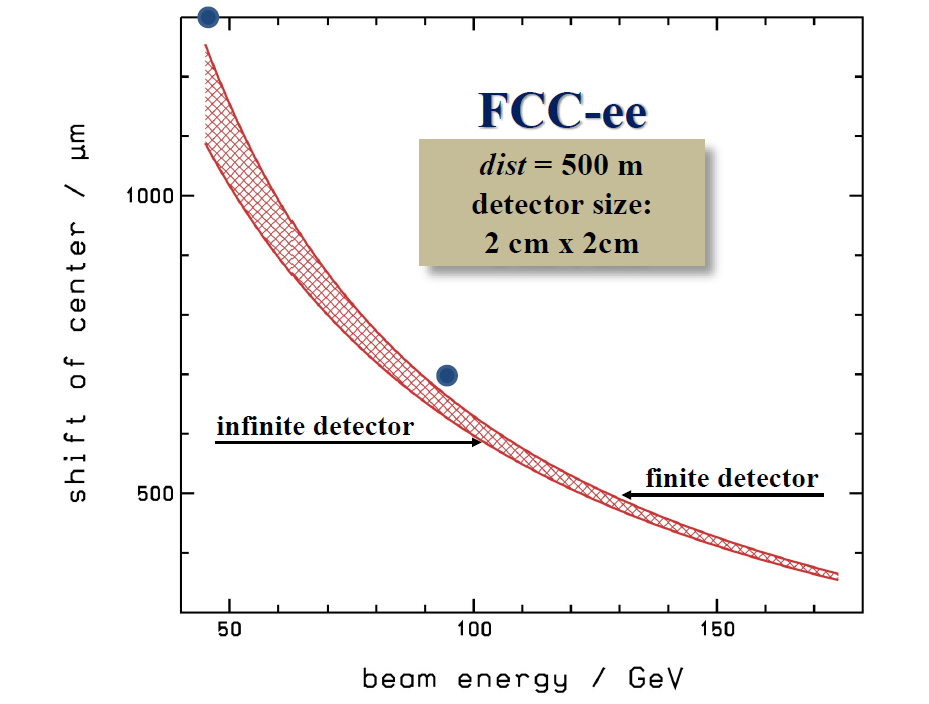 FCC-ee
dist = 500 m
detector size:
2 cm x 2cm
shift of center / µm
1000
500
infinite detector
finite detector
50
100
150
beam energy / GeV